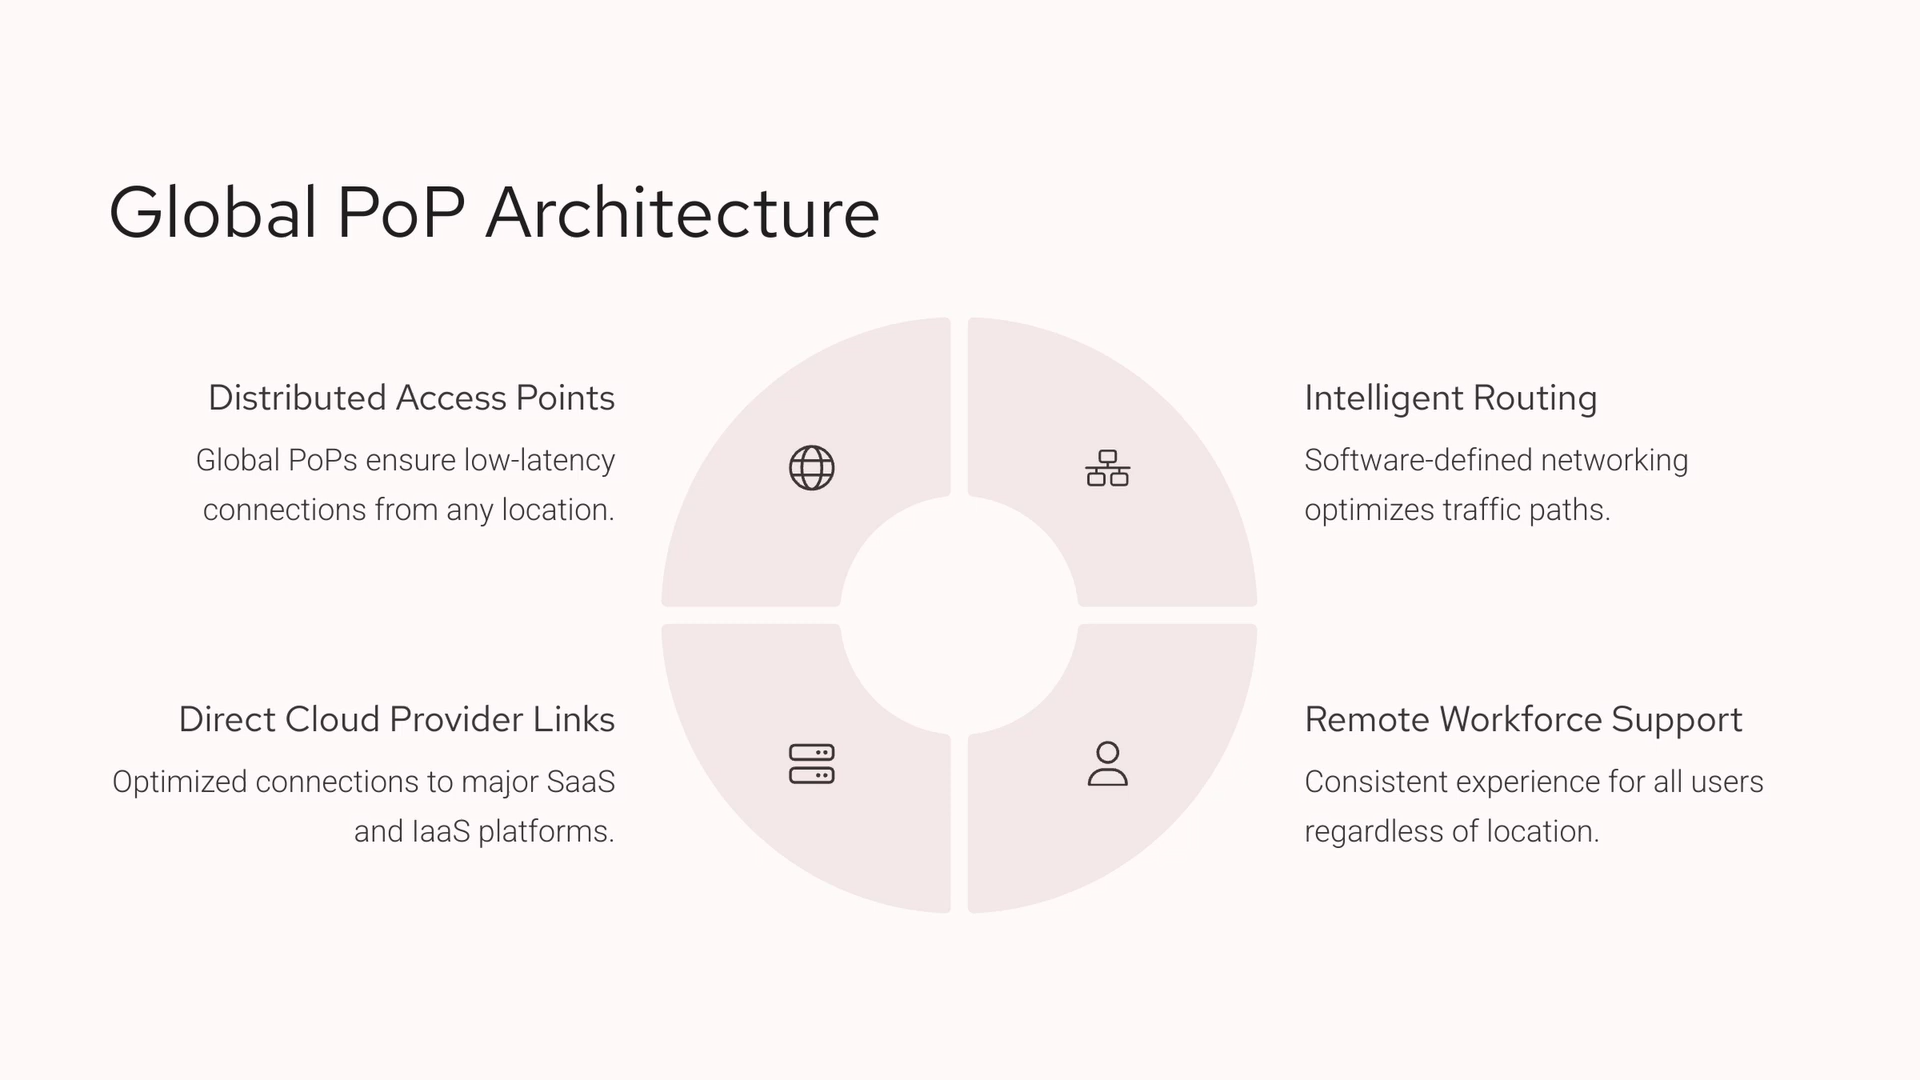 Global PoP Architecture
Distributed Access Points
Global PoPs ensure low-latency
connections from any location.
Intelligent Routing
Software-defined networking
optimizes traffic paths.
Direct Cloud Provider Links
Optimized connections to major SaaS
and IaaS platforms.
Remote Workforce Support
Consistent experience for all users
regardless of location.